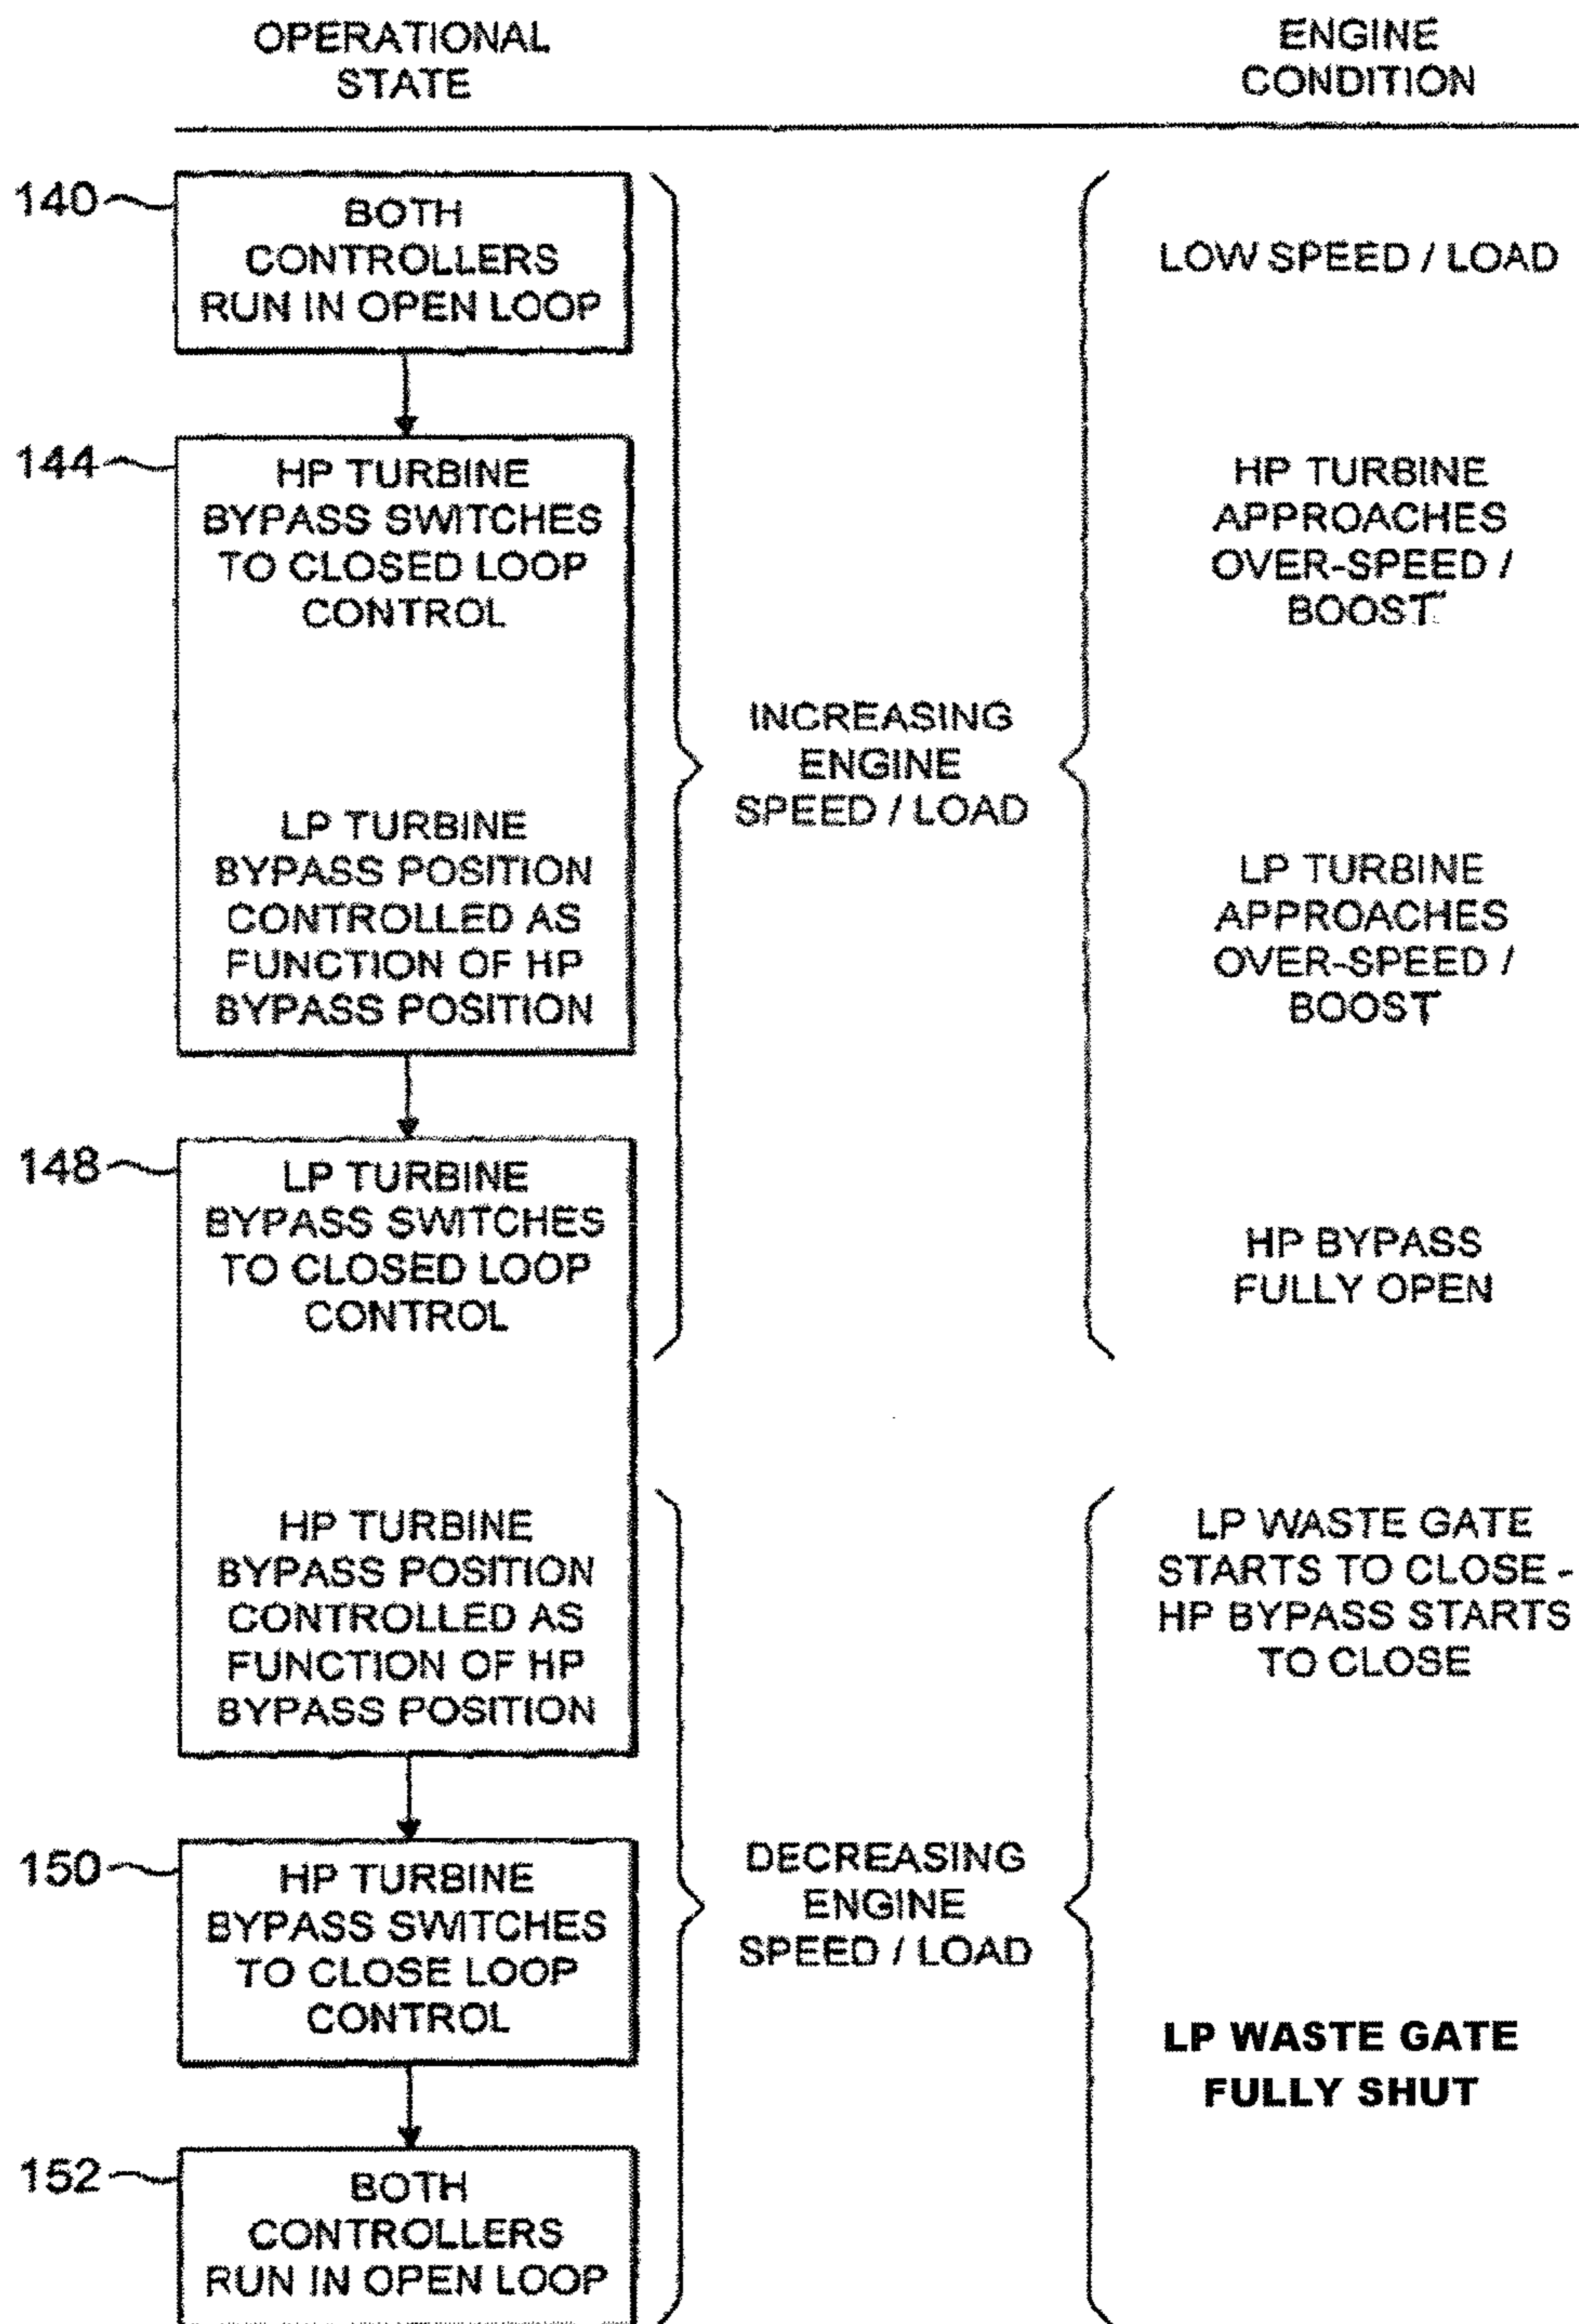 OPERATIONAL
STATE
ENGINE
CONDITION
140
BOTH
CONTROLLERS
RUN IN OPEN LOOP
LOW SPEED / LOAD
144
HP TURBINE
BYPASS SWITCHES
TO CLOSED LOOP
CONTROL
LP TURBINE
BYPASS POSITION
CONTROLLED AS
FUNCTION OF HP
BYPASS POSITION
HP TURBINE
APPROACHES
OVER-SPEED /
BOOST
INCREASING
ENGINE
SPEED / LOAD
LP TURBINE
APPROACHES
OVER-SPEED /
BOOST
148
LP TURBINE
BYPASS SWITCHES
TO CLOSED LOOP
CONTROL
HP BYPASS
FULLY OPEN
HP TURBINE
BYPASS POSITION
CONTROLLED AS
FUNCTION OF HP
BYPASS POSITION
LP WASTE GATE
STARTS TO CLOSE -
HP BYPASS STARTS
TO CLOSE
150
HP TURBINE
BYPASS SWITCHES
TO CLOSE LOOP
CONTROL
DECREASING
ENGINE
SPEED / LOAD
LP WASTE GATE
FULLY SHUT
152
BOTH
CONTROLLERS
RUN IN OPEN LOOP